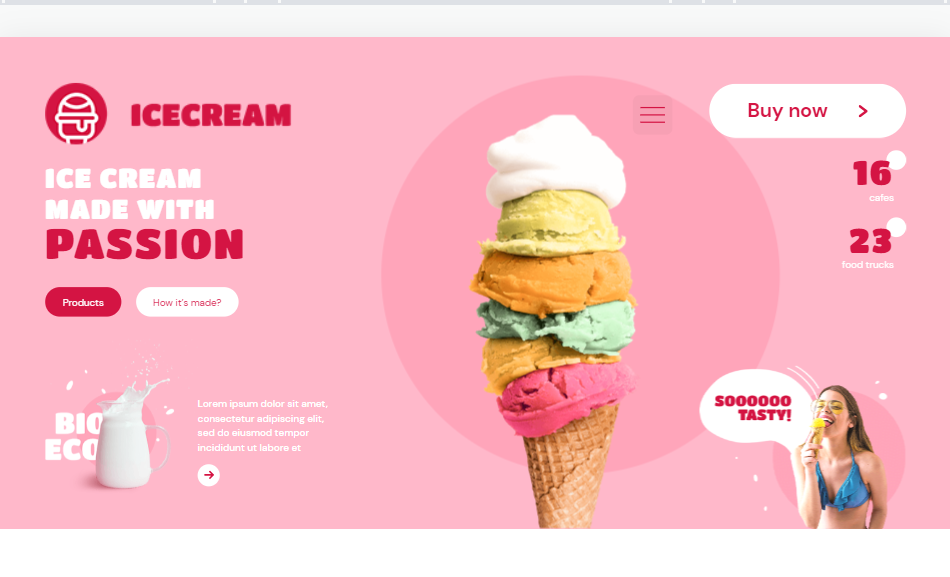 ICECREAM
Buy now
ICE CREAM
MADE WITH
PASSION
16
cafes
23
food trucks
Products
How it's made?
BIO
ECO
Lorem ipsum dolor sit amet,
consectetur adipiscing elit,
sed do eiusmod tempor
incididunt ut labore et
SOOOOOO
TASTY!